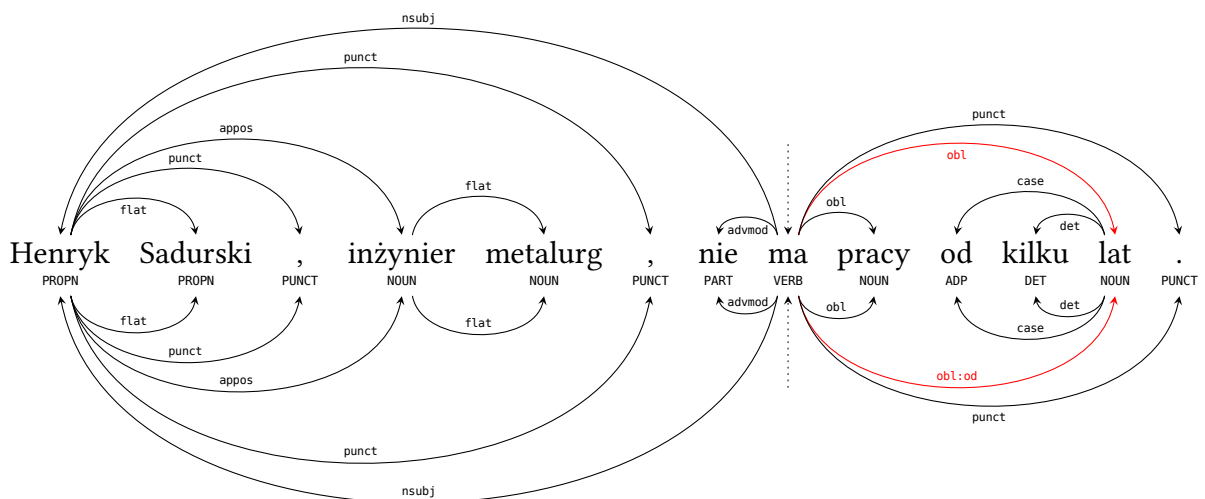 nsubj
punct
appos
punct
punct
obl
flat
flat
case
obl
det
advmod
Henryk Sadurski , inżynier metalurg , nie ma pracy od kilku lat .
PROPN PROPN PUNCT NOUN NOUN PUNCT PART VERB NOUN ADP DET NOUN PUNCT
advmod
det
obl
flat
flat
case
punct
obl:od
appos
punct
punct
nsubj